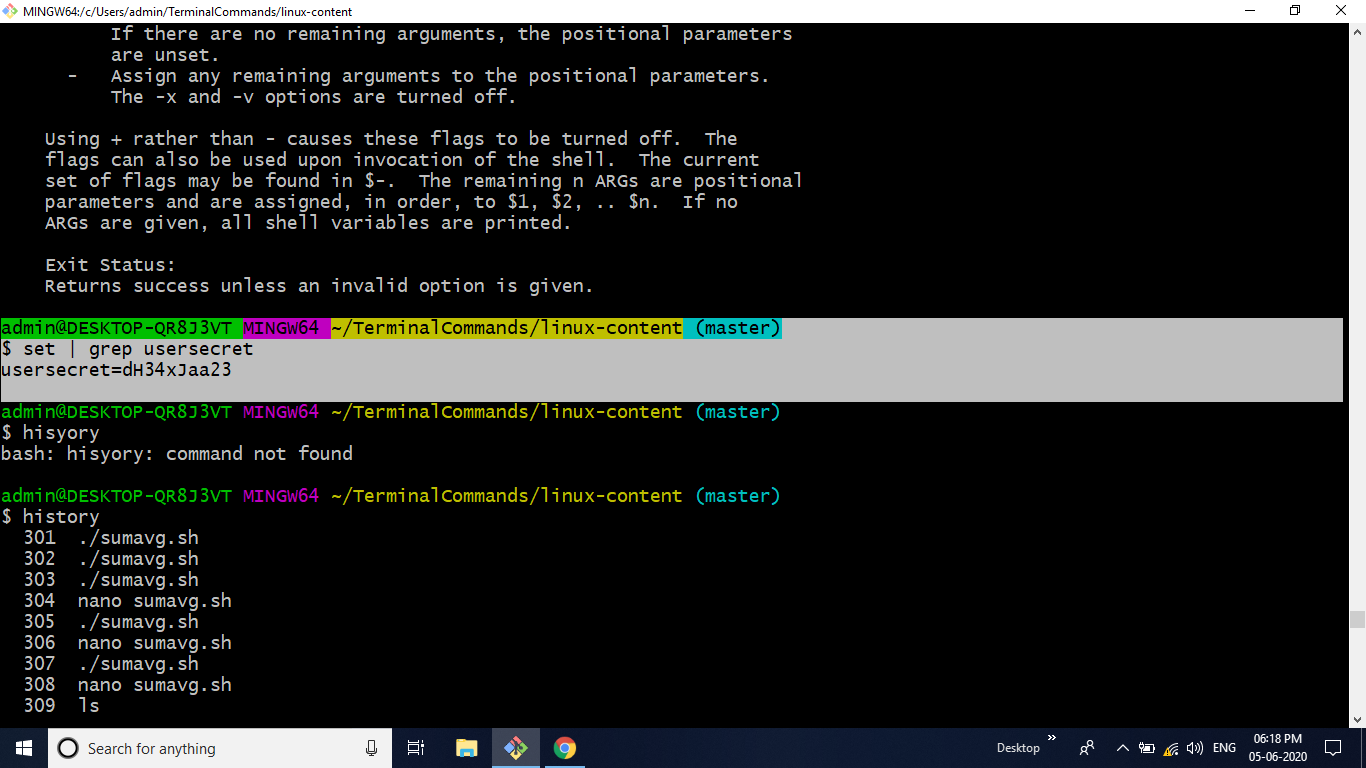 MINGW64:/c/Users/admin/TerminalCommands/linux-content
If there are no remaining arguments, the positional parameters
are unset.
-   Assign any remaining arguments to the positional parameters.
The -x and -v options are turned off.
Using + rather than - causes these flags to be turned off.  The
flags can also be used upon invocation of the shell.  The current
set of flags may be found in $-.  The remaining n ARGs are positional
parameters and are assigned, in order, to $1, $2, .. $n.  If no
ARGs are given, all shell variables are printed.
Exit Status:
Returns success unless an invalid option is given.
admin@DESKTOP-QR8J3VT MINGW64 ~/TerminalCommands/linux-content (master)
$ set | grep usersecret
usersecret=dH34xJaa23
admin@DESKTOP-QR8J3VT MINGW64 ~/TerminalCommands/linux-content (master)
$ hisyory
bash: hisyory: command not found
admin@DESKTOP-QR8J3VT MINGW64 ~/TerminalCommands/linux-content (master)
$ history
301  ./sumavg.sh
302  ./sumavg.sh
303  ./sumavg.sh
304  nano sumavg.sh
305  ./sumavg.sh
306  nano sumavg.sh
307  ./sumavg.sh
308  nano sumavg.sh
309  ls
Search for anything
Desktop
ENG
06:18 PM
05-06-2020